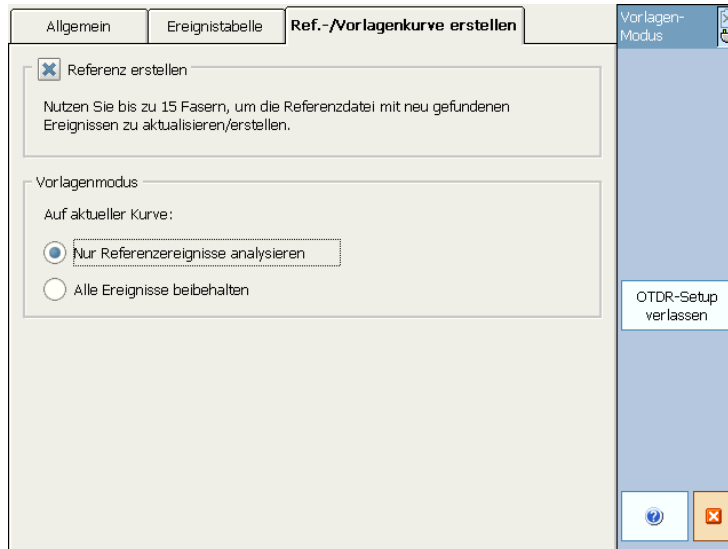 Allgemein
Ereignistabelle
Ref.-/Vorlagenkurve erstellen
Vorlagen-
Modus
Referenz erstellen
Nutzen Sie bis zu 15 Fasern, um die Referenzdatei mit neu gefundenen
Ereignissen zu aktualisieren/erstellen.
Vorlagenmodus
Auf aktueller Kurve:
Nur Referenzereignisse analysieren
Alle Ereignisse beibehalten
OTDR-Setup
verlassen